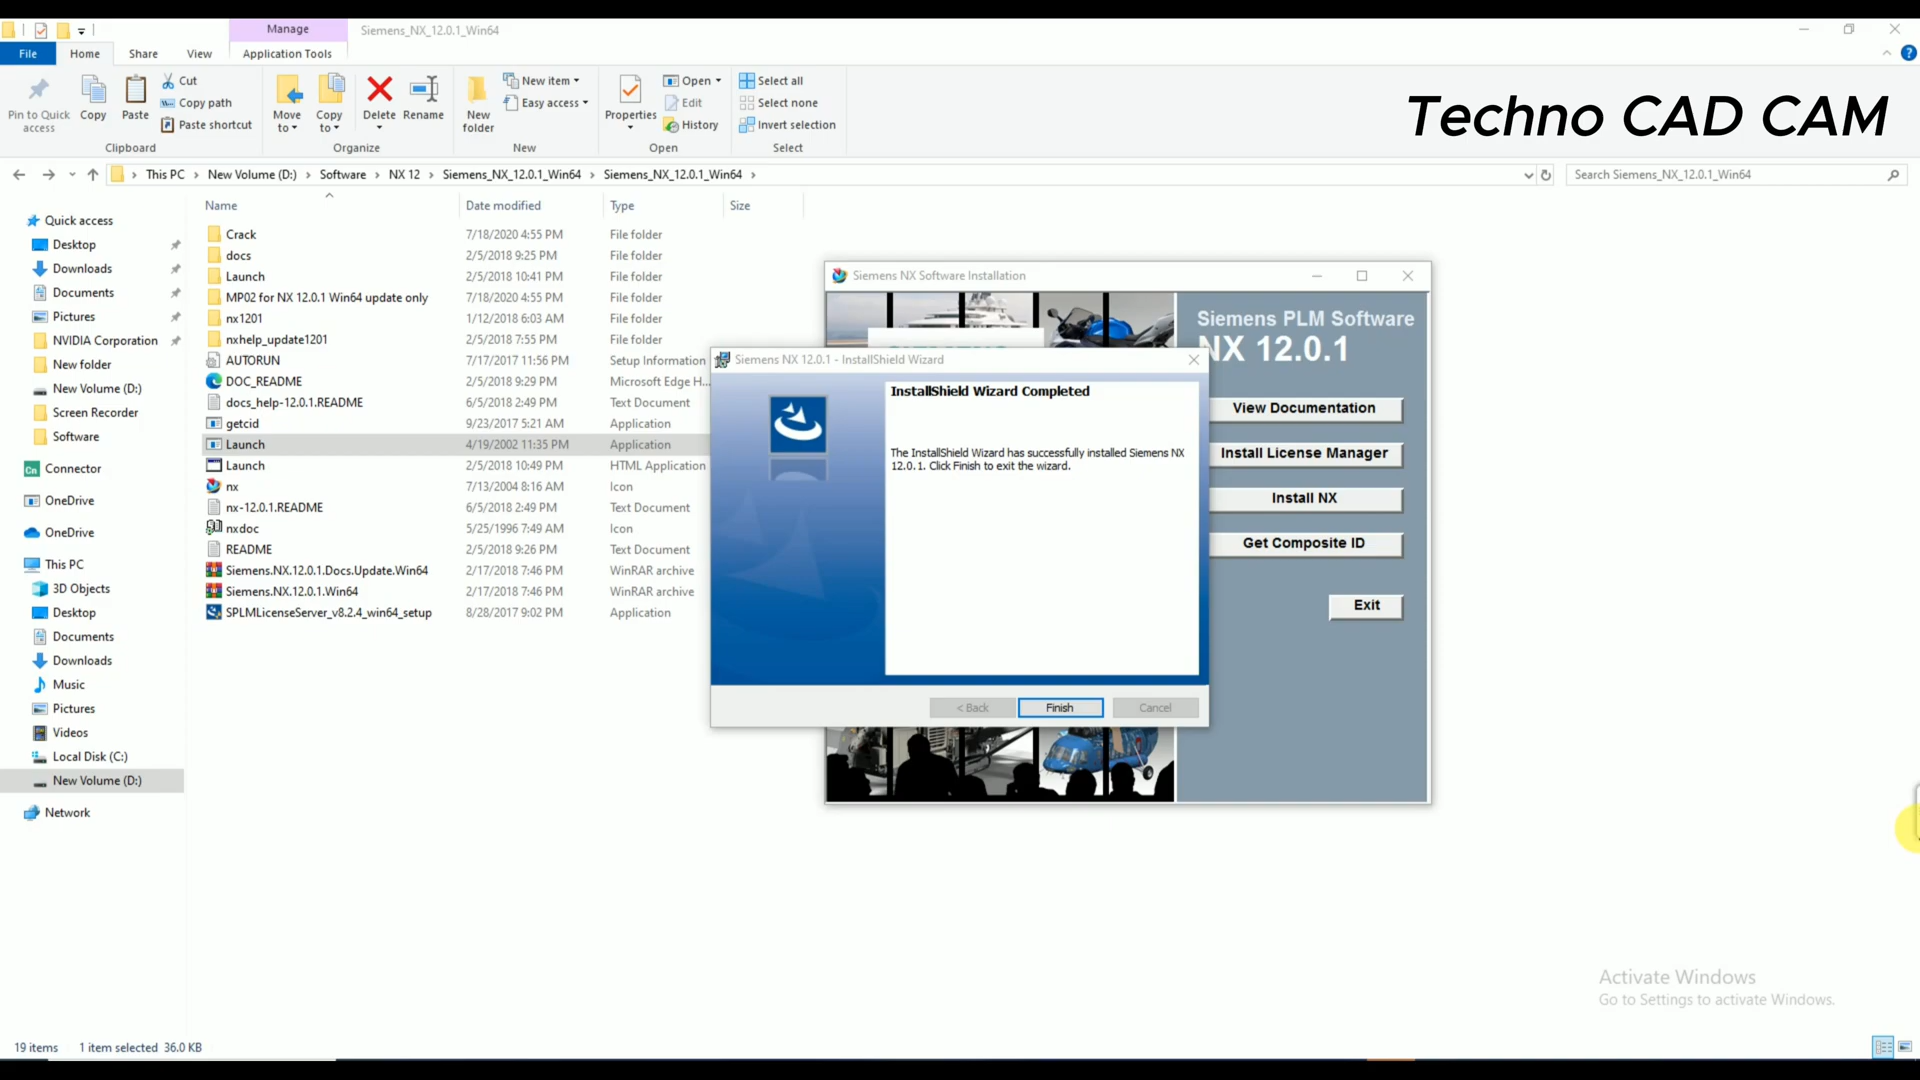 Manage
Siemens_NX_12.0.1_Win64
File
Home
Share
View
Application Tools
Pin to Quick access
Copy
Paste
Cut
Copy path
Paste shortcut
Clipboard
Move to
Copy to
Delete
Rename
Organize
New folder
New item
Easy access
New
Properties
Open
Edit
History
Open
Select all
Select none
Invert selection
Select
Techno CAD CAM
This PC > New Volume (D:) > Software > NX 12 > Siemens_NX_12.0.1_Win64 > Siemens_NX_12.0.1_Win64 >
Search Siemens_NX_12.0.1_Win64
Name Date modified Type Size
Quick access
Desktop
Downloads
Documents
Pictures
NVIDIA Corporation
New folder
New Volume (D:)
Screen Recorder
Software
Connector
OneDrive
OneDrive
This PC
3D Objects
Desktop
Documents
Downloads
Music
Pictures
Videos
Local Disk (C:)
New Volume (D:)
Network
Crack 7/18/2020 4:55 PM File folder
docs 2/5/2018 9:25 PM File folder
Launch 2/5/2018 10:41 PM File folder
MP02 for NX 12.0.1 Win64 update only 7/18/2020 4:55 PM File folder
nx1201 1/12/2018 6:03 AM File folder
nxhelp_update1201 2/5/2018 7:55 PM File folder
AUTORUN 7/17/2017 11:56 PM Setup Information
DOC_README 2/5/2018 9:29 PM Microsoft Edge H...
docs_help-12.0.1.README 6/5/2018 2:49 PM Text Document
getcid 9/23/2017 5:21 AM Application
Launch 4/19/2002 11:35 PM Application
Launch 2/5/2018 10:49 PM HTML Application
nx 7/13/2004 8:16 AM Icon
nx-12.0.1.README 6/5/2018 2:49 PM Text Document
nxdoc 5/25/1996 7:49 AM Icon
README 2/5/2018 9:26 PM Text Document
Siemens.NX.12.0.1.Docs.Update.Win64 2/17/2018 7:46 PM WinRAR archive
Siemens.NX.12.0.1.Win64 2/17/2018 7:46 PM WinRAR archive
SPLMLicenseServer_v8.2.4_win64_setup 8/28/2017 9:02 PM Application
Siemens NX Software Installation
Siemens PLM Software
NX 12.0.1
View Documentation
Install License Manager
Install NX
Get Composite ID
Exit
Siemens NX 12.0.1 - InstallShield Wizard
InstallShield Wizard Completed
The InstallShield Wizard has successfully installed Siemens NX
12.0.1. Click Finish to exit the wizard.
< Back
Finish
Cancel
Activate Windows
Go to Settings to activate Windows.
19 items 1 item selected 36.0 KB